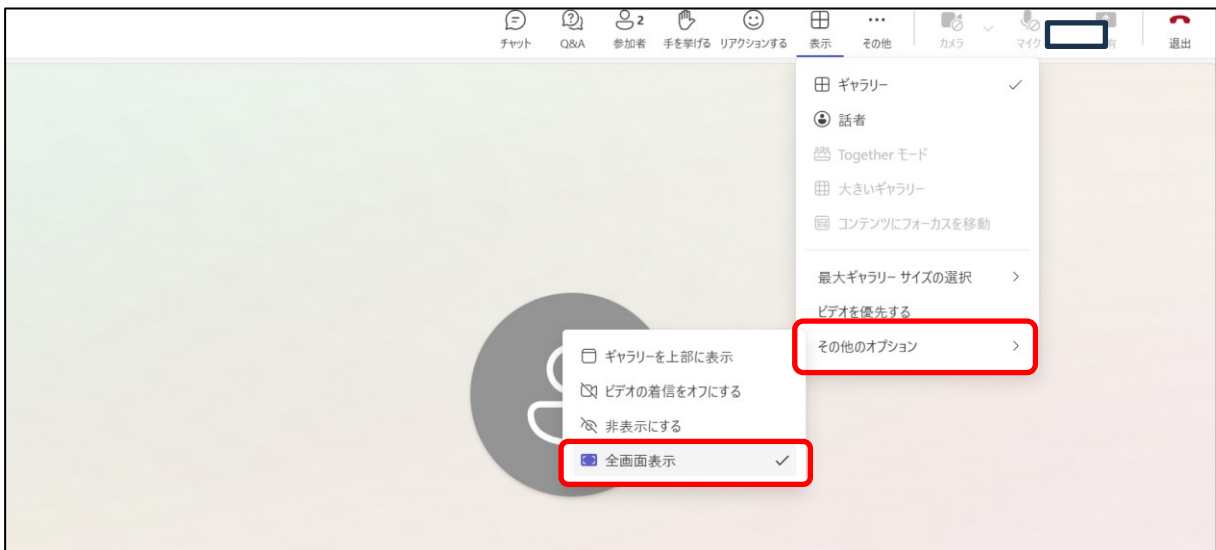 チャット Q&A 参加者 2 手を挙げる リアクションする 表示 その他 カメラ マイク 有 退出
ギャラリー
話者
Together モード
大きいギャラリー
コンテンツにフォーカスを移動
最大ギャラリー サイズの選択
ビデオを優先する
その他のオプション
ギャラリーを上部に表示
ビデオの着信をオフにする
非表示にする
全画面表示